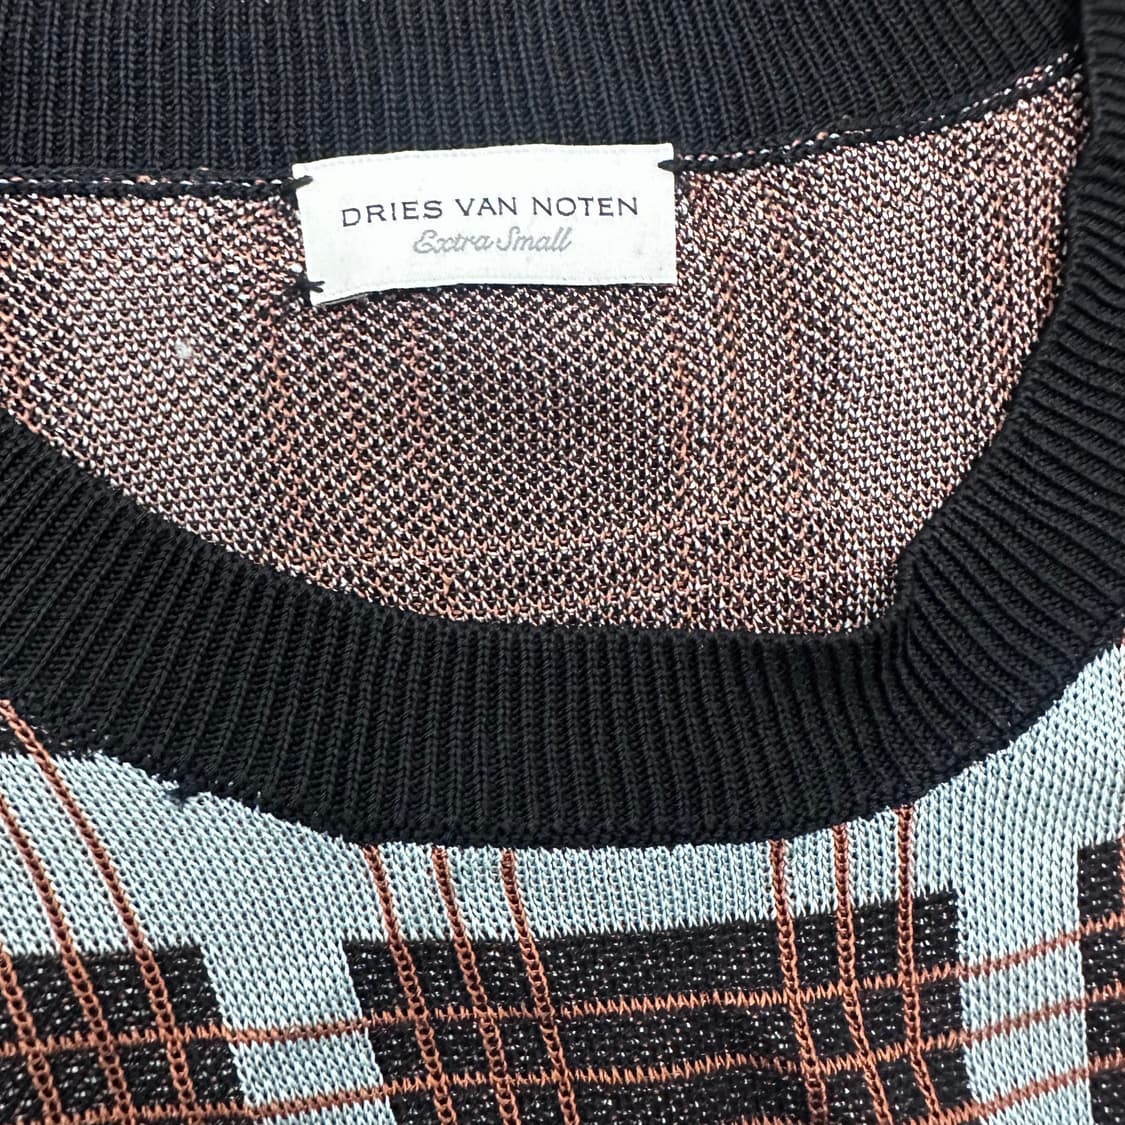 DRIES VAN NOTEN
Extra Small